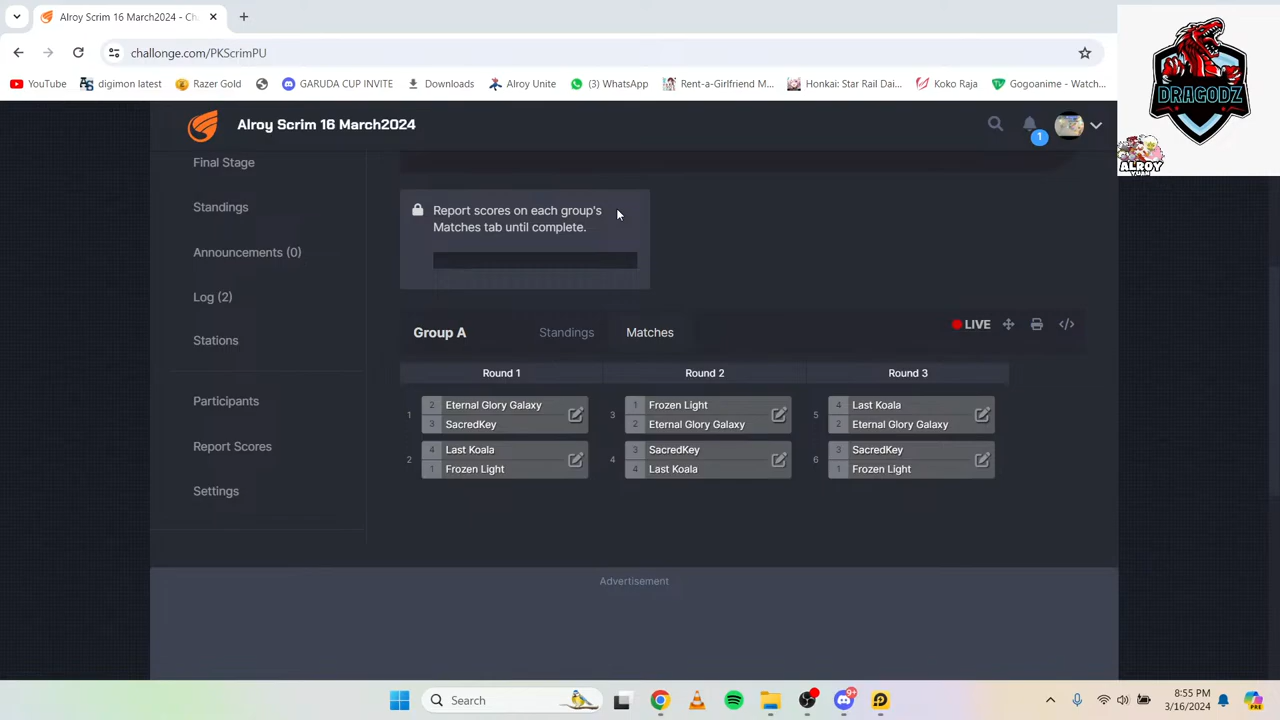 Alroy Scrim 16 March2024 - Ch
challonge.com/PKScrimPU
YouTube
digimon latest
Razer Gold
GARUDA CUP INVITE
Downloads
Alroy Invite
(3) WhatsApp
Rent-a-Girlfriend M...
Honkai: Star Rail Dai...
Koko Raja
Gogoanime - Watch...
DRAGODZ
ALROY
YUAN
Alroy Scrim 16 March2024
1
Final Stage
Standings
Announcements (0)
Log (2)
Stations
Participants
Report Scores
Settings
Report scores on each group's
Matches tab until complete.
Group A
Standings
Matches
LIVE
Round 1
Round 2
Round 3
1
2 Eternal Glory Galaxy
3 SacredKey
2
4 Last Koala
1 Frozen Light
3
1 Frozen Light
2 Eternal Glory Galaxy
4
3 SacredKey
4 Last Koala
5
4 Last Koala
2 Eternal Glory Galaxy
6
3 SacredKey
1 Frozen Light
Advertisement
Search
9+
8:55 PM
3/16/2024
PRE